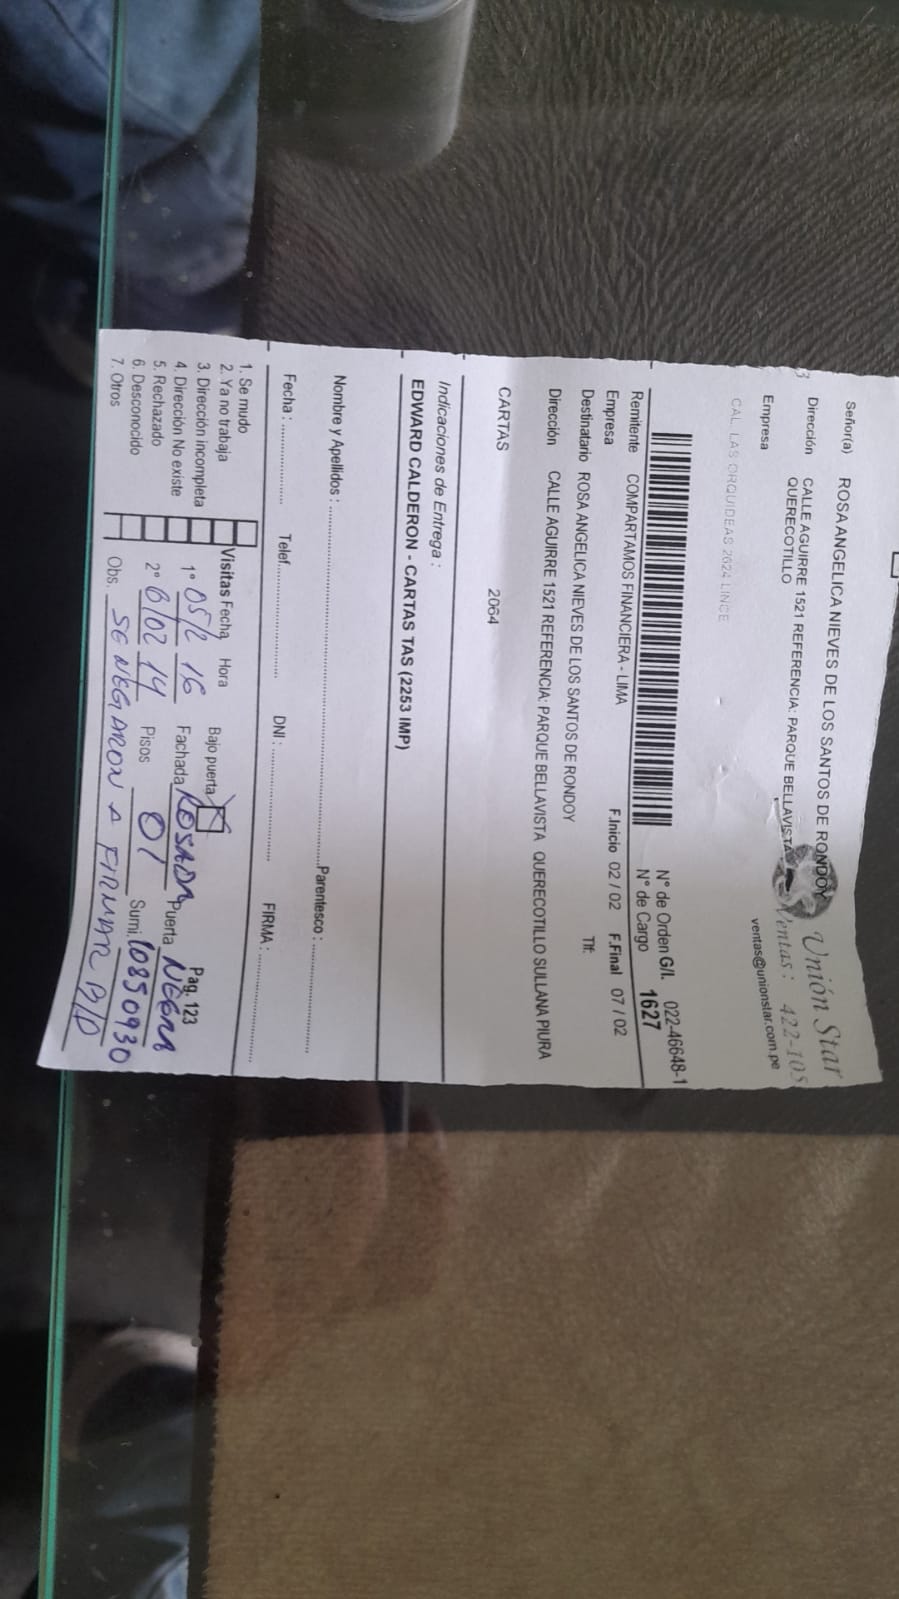 Señor(a) ROSA ANGELICA NIEVES DE LOS SANTOS DE RONDOY
Unión Star
Dirección CALLE AGUIRRE 1521 REFERENCIA: PARQUE BELLAVISTA
QUERECOTILLO
Ventas: 422-105
Empresa
ventas@unionstar.com.pe
CAL. LAS ORQUIDEAS 2624 LINCE
N° de Orden G/I. 022-46648-1
N° de Cargo 1627
Remitente COMPARTAMOS FINANCIERA - LIMA F.Inicio 02 / 02 F.Final 07 / 02
Empresa
Destinatario ROSA ANGELICA NIEVES DE LOS SANTOS DE RONDOY Tlf:
Dirección CALLE AGUIRE 1521 REFERENCIA: PARQUE BELLAVISTA QUERECOTILLO SULLANA PIURA
CARTAS 2064
Indicaciones de Entrega :
EDWARD CALDERON - CARTAS TAS (2253 IMP)
Nombre y Apellidos : Parentesco :
Fecha : Telef. DNI : FIRMA :
1. Se mudo
2. Ya no trabaja
3. Dirección incompleta
4. Dirección No existe
5. Rechazado
6. Desconocido
7. Otros
Visitas Fecha Hora Bajo puerta Pag. 123
1° 05/2 16 Fachada ROSADA Puerta NEGRA
2° 6/02 14 Pisos 01 Sumi. 10850930
Obs. SE NEGARON A FIRMAR B/P